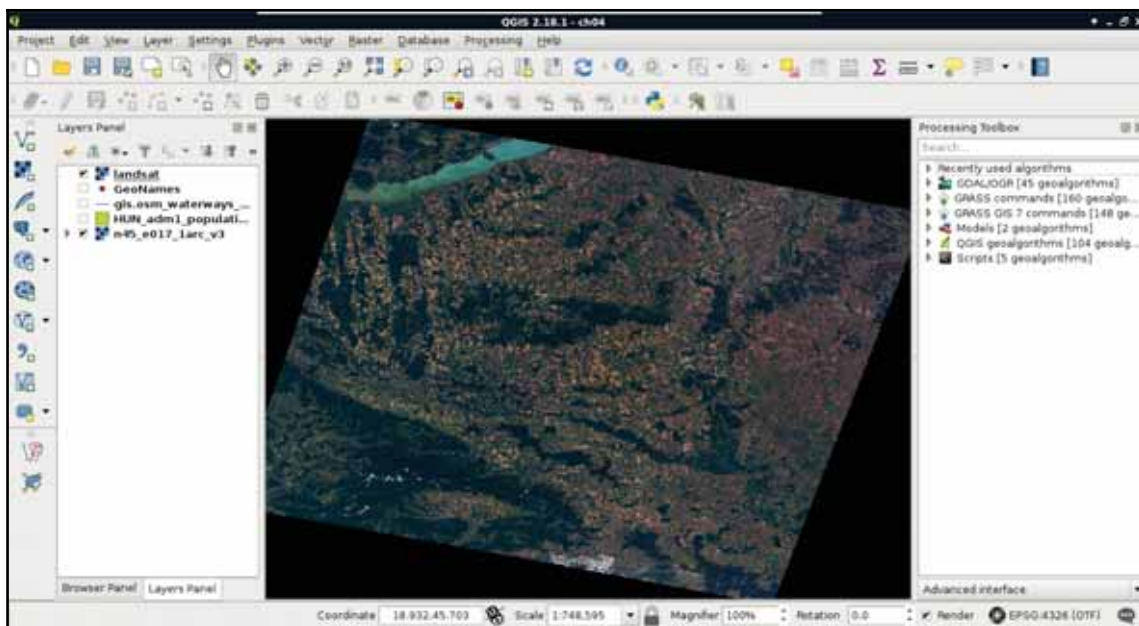 QGIS 2.18.1 - ch04
Project Edit View Layer Settings Plugins Vector Raster Database Processing Help
Layers Panel
landsat
GeoNames
gis.osm_waterways_...
HUN_adm1_populati...
n45_e017_1arc_v3
Browser Panel Layers Panel
Processing Toolbox
Search...
Recently used algorithms
GDAL/OGR [45 geoalgorithms]
GRASS commands [160 geoalgo...
GRASS GIS 7 commands [148 ge...
Models [2 geoalgorithms]
QGIS geoalgorithms [104 geoalg...
Scripts [5 geoalgorithms]
Advanced interface
Coordinate 18.932,45.703 Scale 1:748,595 Magnifier 100% Rotation 0.0 Render EPSG:4326 (OTF)